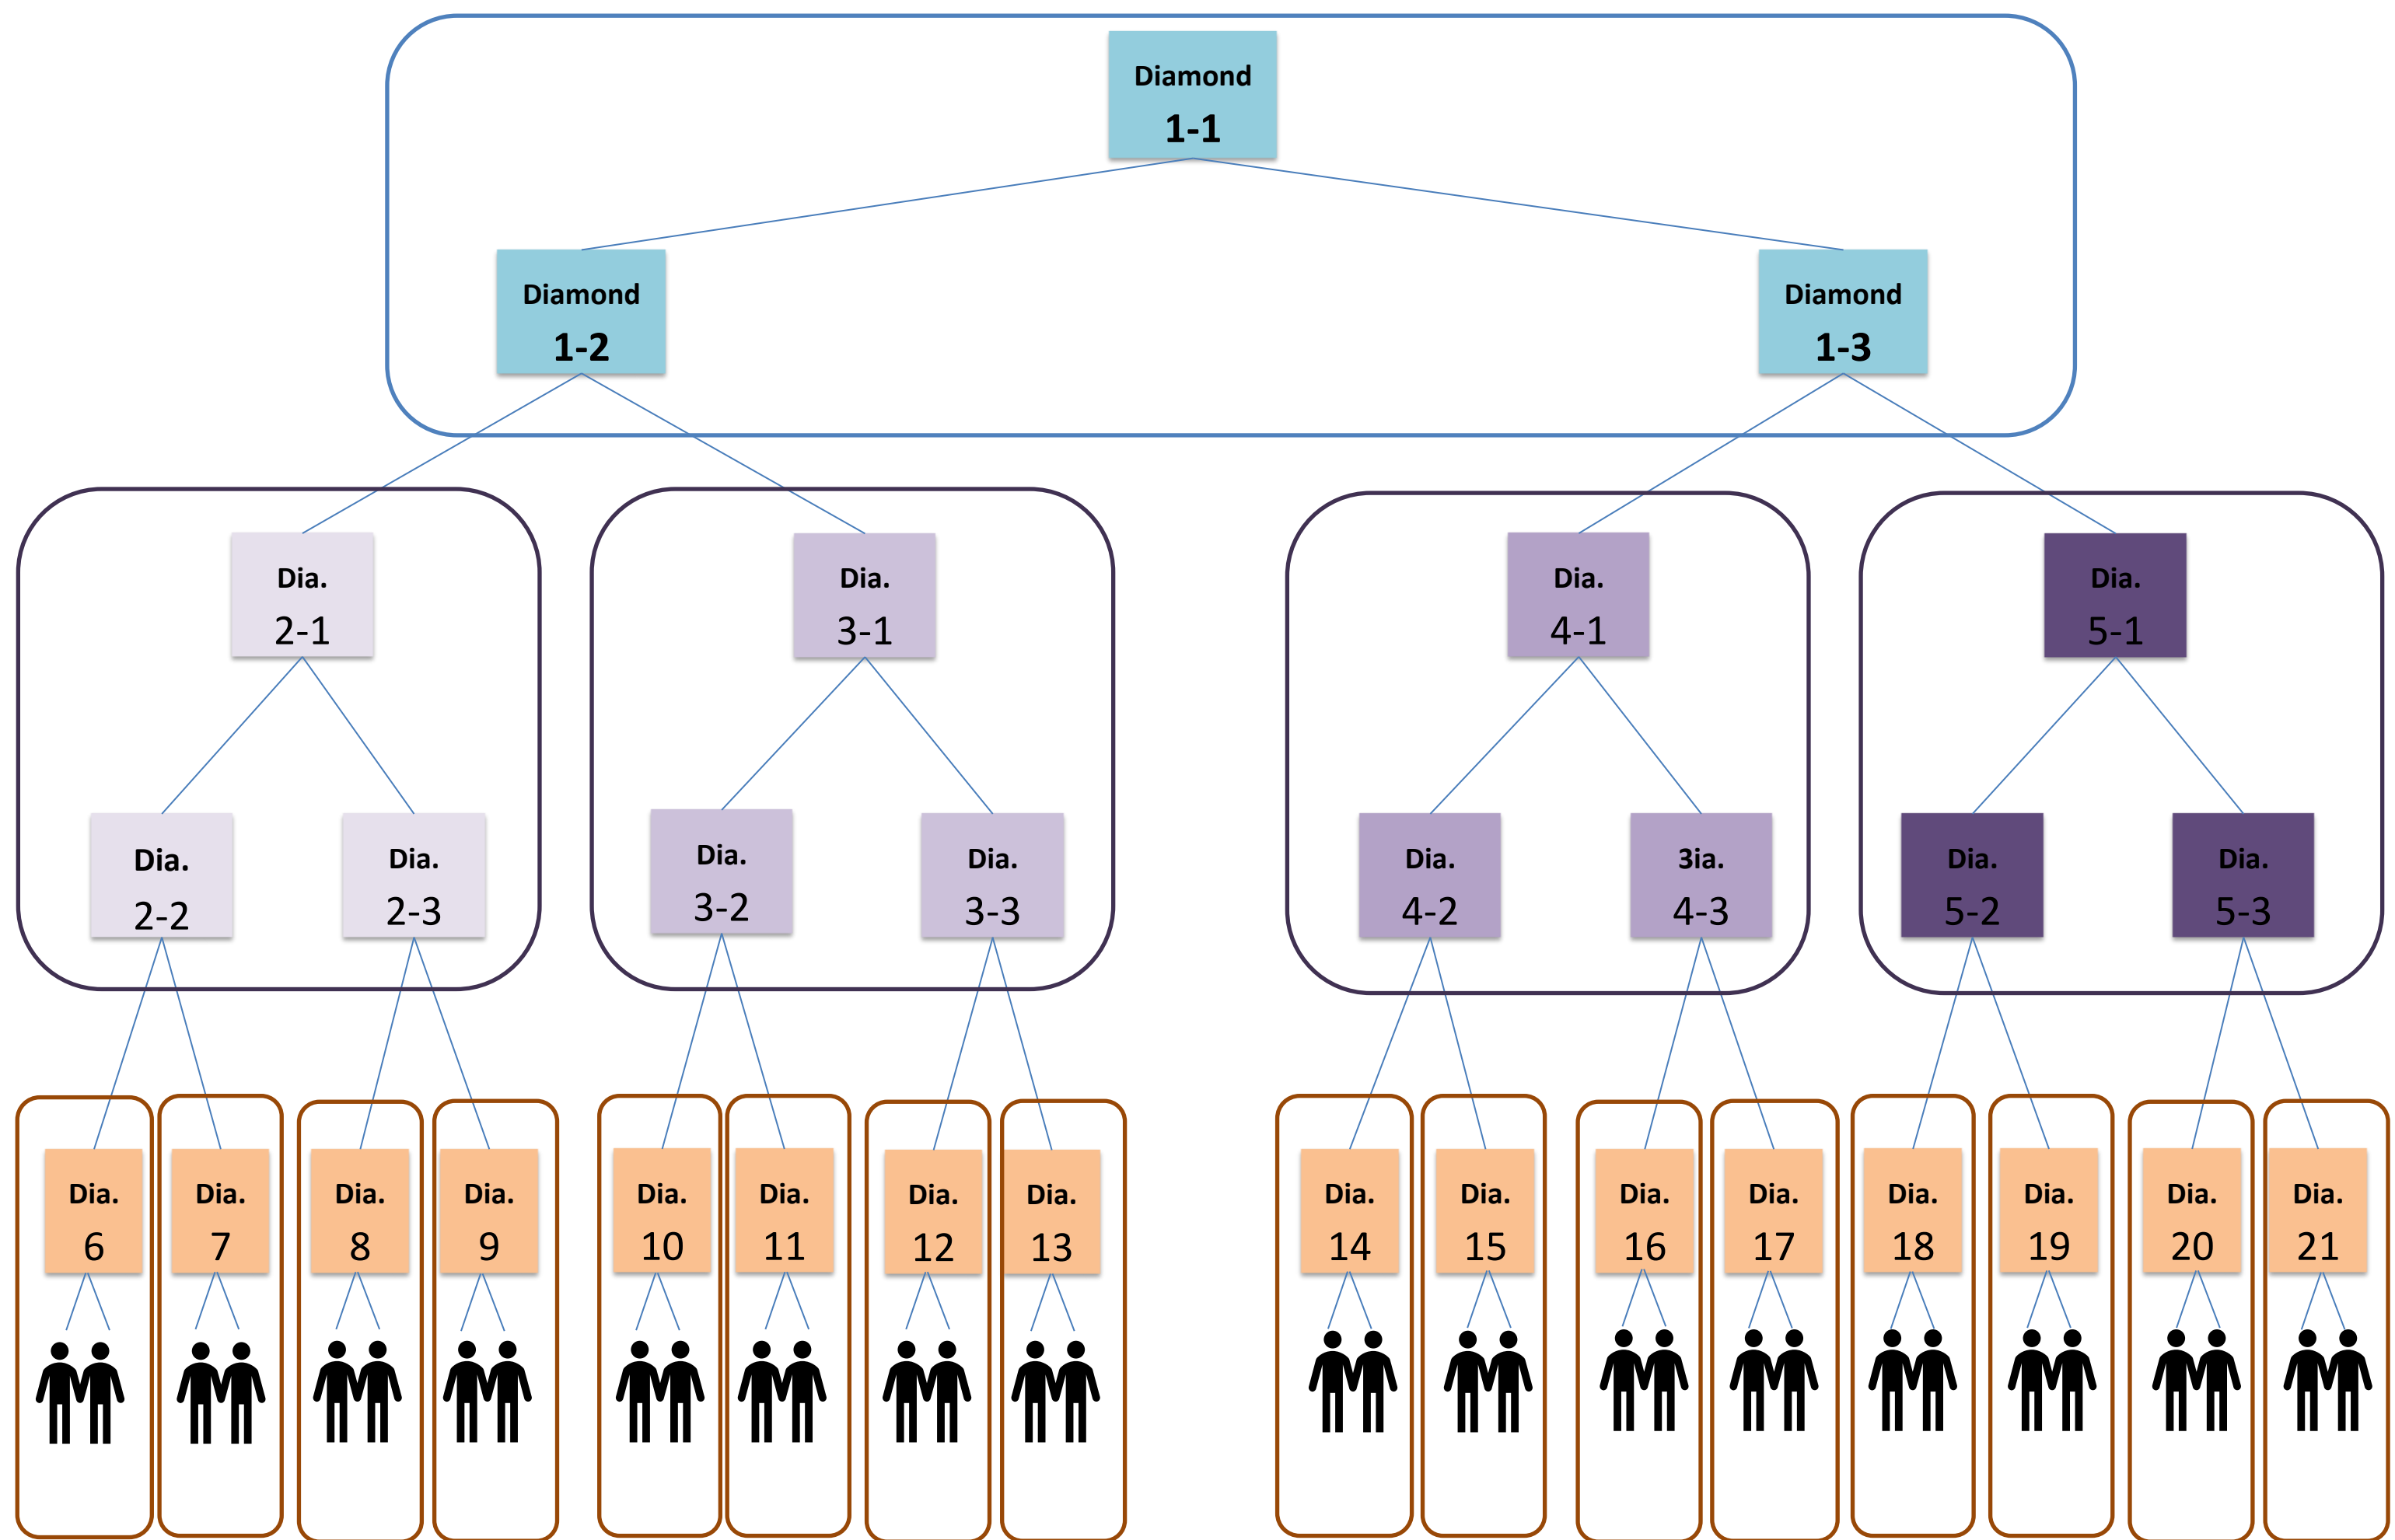 Diamond
1-1
Diamond
1-2
Diamond
1-3
Dia.
2-1
Dia.
3-1
Dia.
4-1
Dia.
5-1
Dia.
2-2
Dia.
2-3
Dia.
3-2
Dia.
3-3
Dia.
4-2
3ia.
4-3
Dia.
5-2
Dia.
5-3
Dia.
6
Dia.
7
Dia.
8
Dia.
9
Dia.
10
Dia.
11
Dia.
12
Dia.
13
Dia.
14
Dia.
15
Dia.
16
Dia.
17
Dia.
18
Dia.
19
Dia.
20
Dia.
21